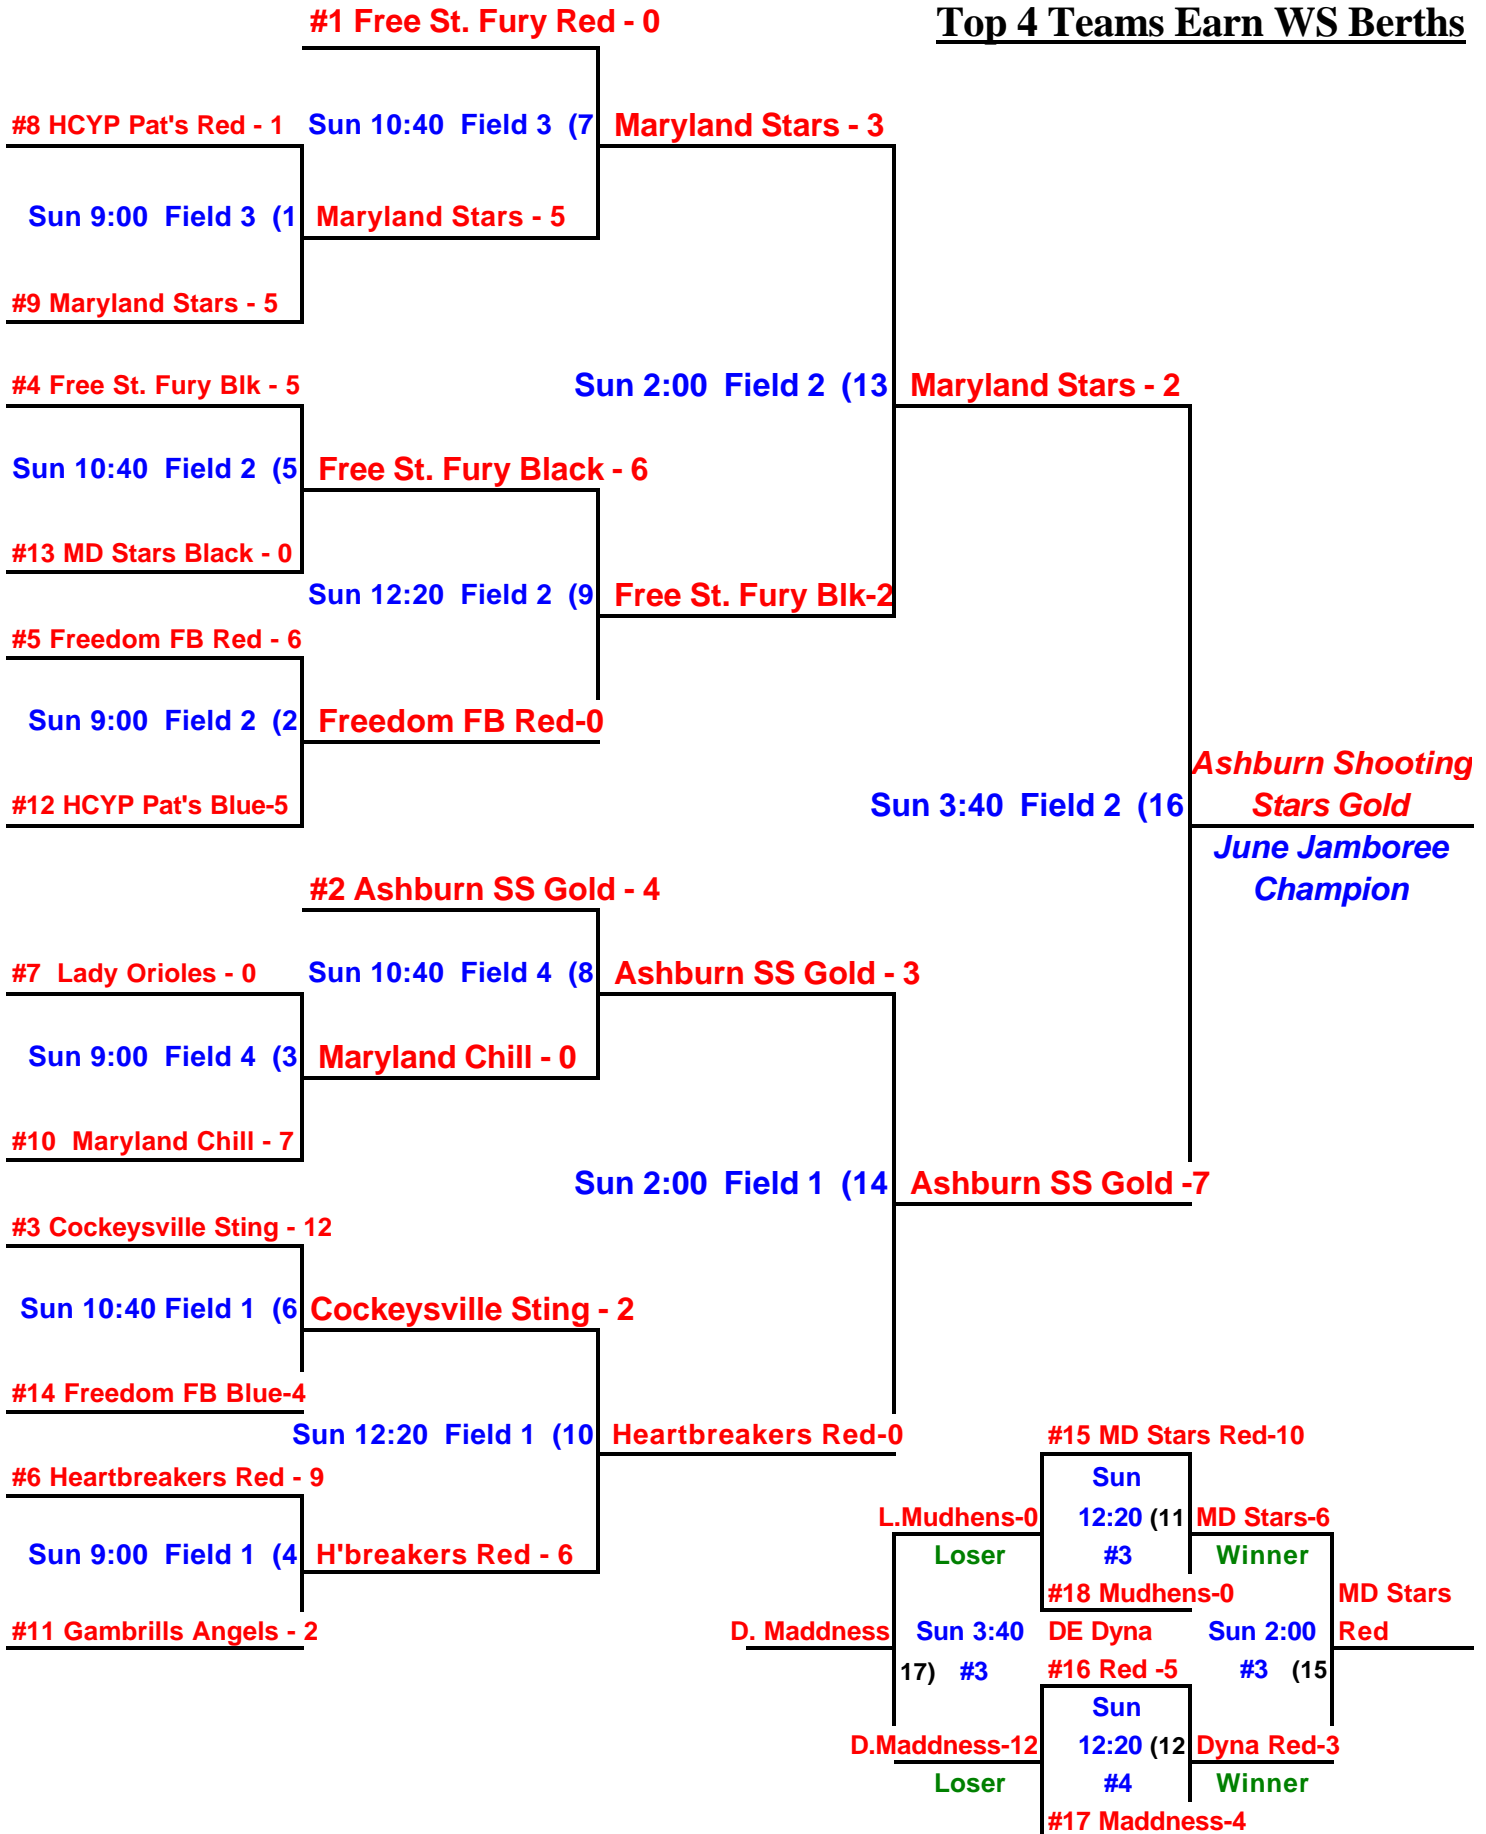 #1 Free St. Fury Red - 0
Top 4 Teams Earn WS Berths
#8 HCYP Pat's Red - 1
Sun 10:40  Field 3  (7
Maryland Stars - 3
Sun 9:00  Field 3  (1
Maryland Stars - 5
#9 Maryland Stars - 5
#4 Free St. Fury Blk - 5
Sun 2:00  Field 2  (13
Maryland Stars - 2
Sun 10:40  Field 2  (5
Free St. Fury Black - 6
#13 MD Stars Black - 0
Sun 12:20  Field 2  (9
Free St. Fury Blk-2
#5 Freedom FB Red - 6
Sun 9:00  Field 2  (2
Freedom FB Red-0
#12 HCYP Pat's Blue-5
Sun 3:40  Field 2  (16
Ashburn Shooting
Stars Gold
June Jamboree
Champion
#2 Ashburn SS Gold - 4
#7  Lady Orioles - 0
Sun 10:40  Field 4  (8
Ashburn SS Gold - 3
Sun 9:00  Field 4  (3
Maryland Chill - 0
#10  Maryland Chill - 7
Sun 2:00  Field 1  (14
Ashburn SS Gold -7
#3 Cockeysville Sting - 12
Sun 10:40 Field 1  (6
Cockeysville Sting - 2
#14 Freedom FB Blue-4
Sun 12:20  Field 1  (10
Heartbreakers Red-0
#6 Heartbreakers Red - 9
Sun 9:00  Field 1  (4
H'breakers Red - 6
#11 Gambrills Angels - 2
#15 MD Stars Red-10
Sun
L.Mudhens-0
12:20 (11
MD Stars-6
Loser
#3
Winner
#18 Mudhens-0
MD Stars
D. Maddness
Sun 3:40
DE Dyna
Sun 2:00
Red
17)  #3
#16 Red -5
#3  (15
Sun
D.Maddness-12
12:20 (12
Dyna Red-3
Loser
#4
Winner
#17 Maddness-4